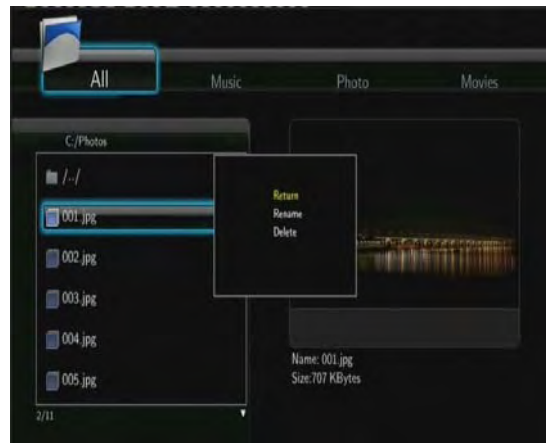 All
Music
Photo
Movies
C:/Photos
/../
001.jpg
002.jpg
003.jpg
004.jpg
005.jpg
2/11
Return
Rename
Delete
Name: 001.jpg
Size:707 KBytes